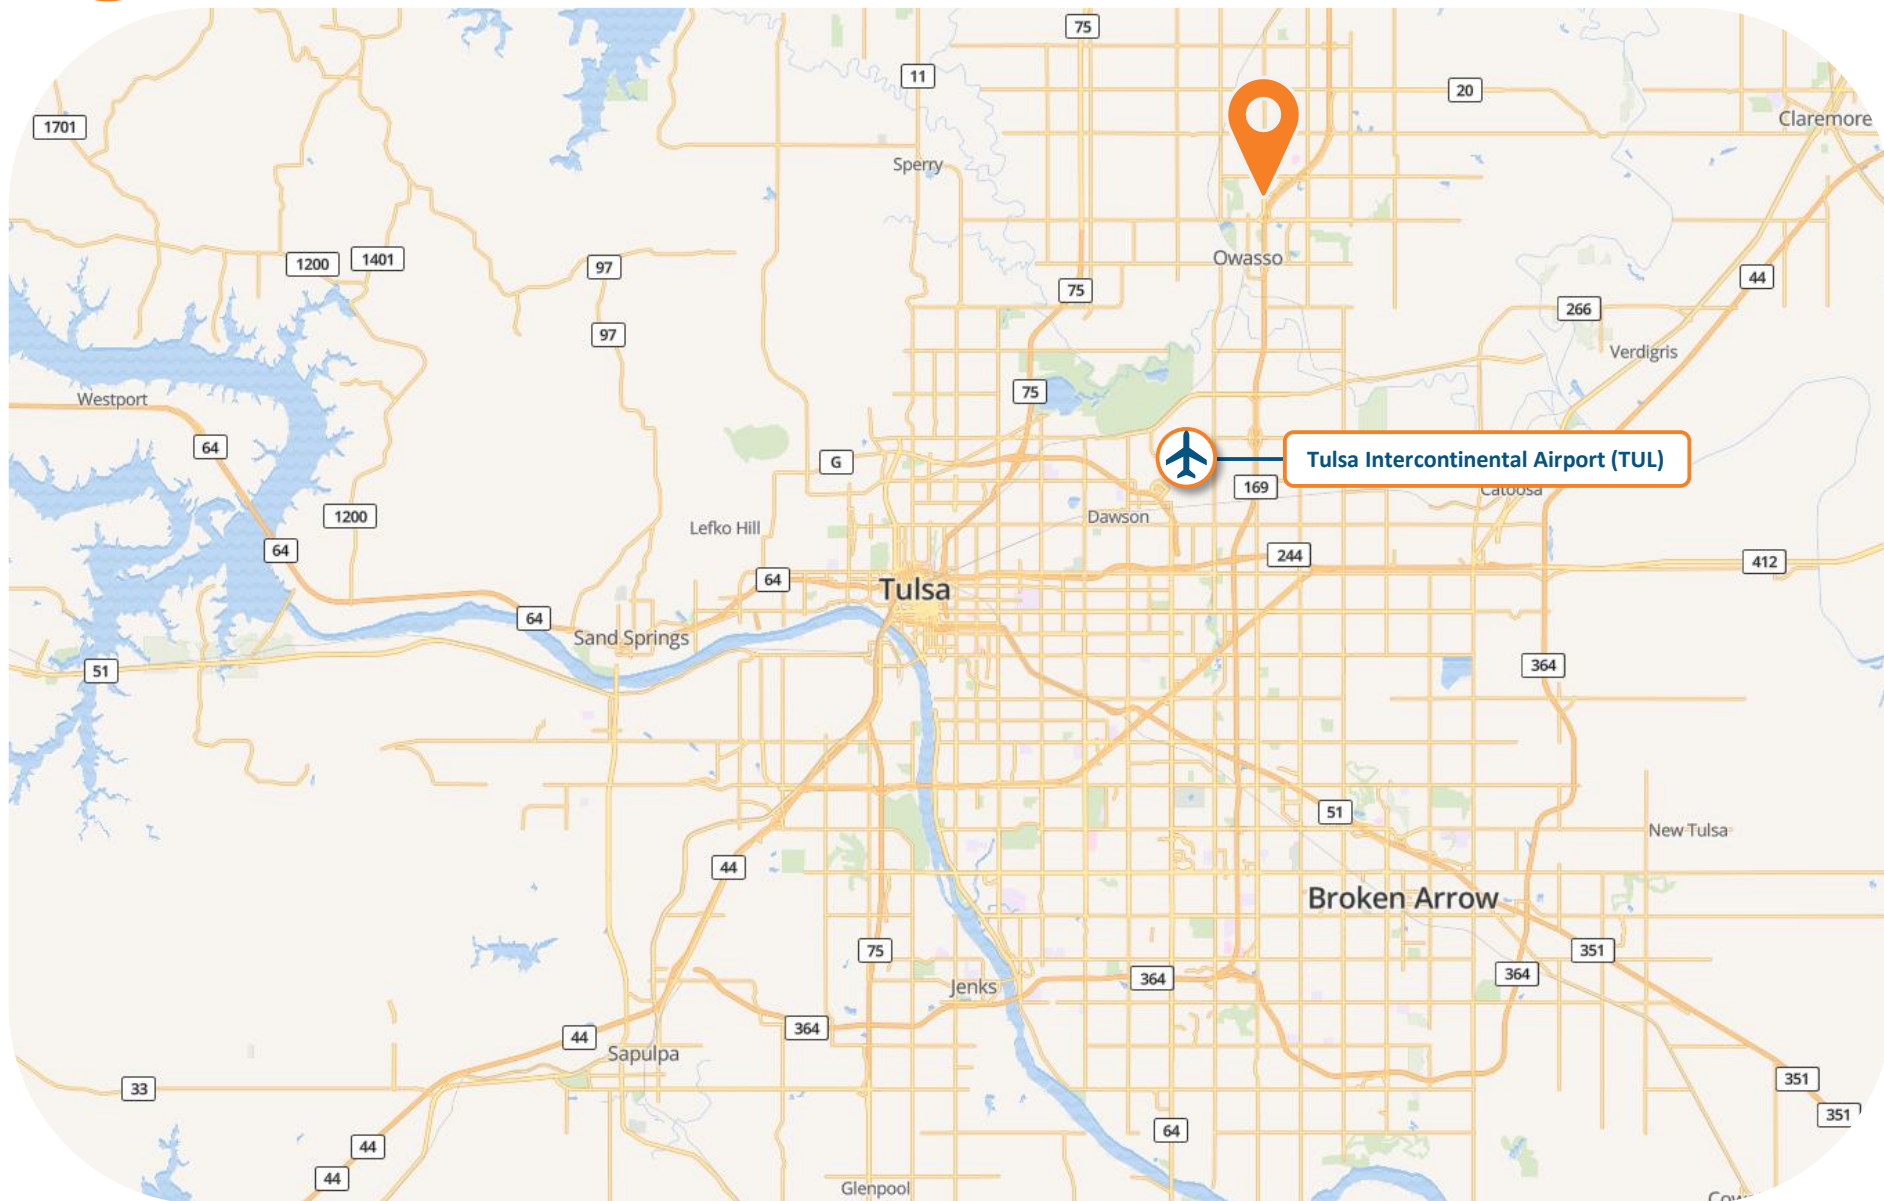 75
11
20
1701
Claremore
Sperry
1200
1401
97
Owasso
75
44
266
97
Verdigris
75
Westport
64
G
Tulsa Intercontinental Airport (TUL)
169
Catoosa
1200
Lefko Hill
Dawson
64
244
412
64
Tulsa
64
Sand Springs
51
364
51
New Tulsa
44
Broken Arrow
75
351
364
364
Jenks
364
44
Sapulpa
33
351
351
64
44
44
Glenpool